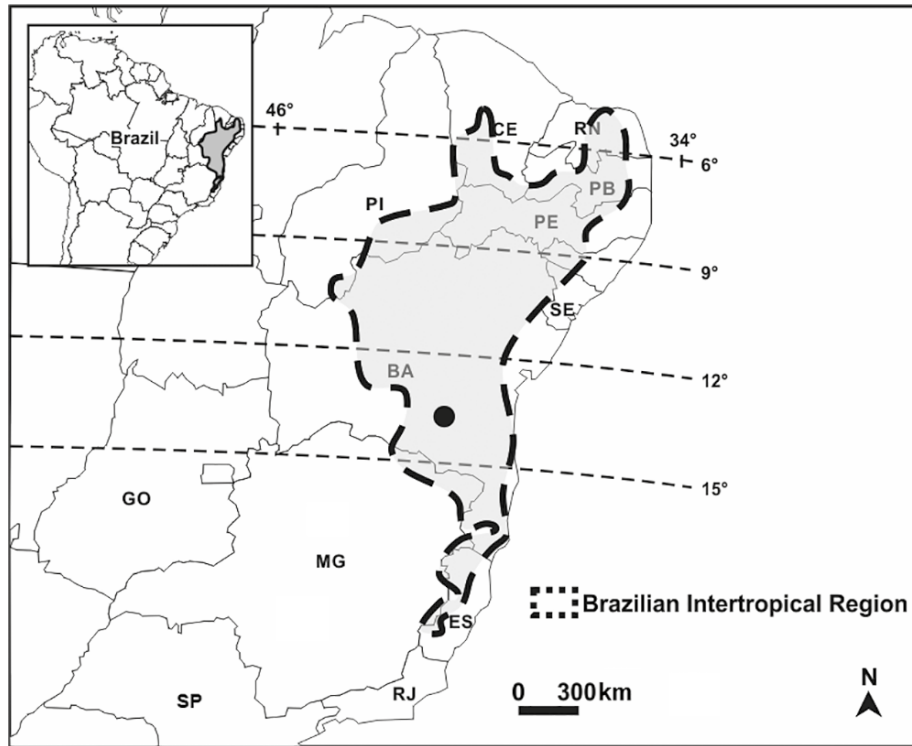 Brazil
46°
CE
RN
34°
6°
PI
PB
PE
9°
SE
BA
12°
15°
GO
MG
Brazilian Intertropical Region
ES
SP
RJ
0 300km
N